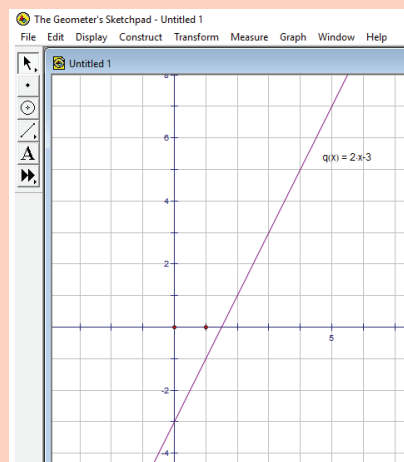 The Geometer's Sketchpad - Untitled 1
File Edit Display Construct Transform Measure Graph Window Help
Untitled 1
A
8
6
q(x) = 2·x-3
4
2
5
-2
-4